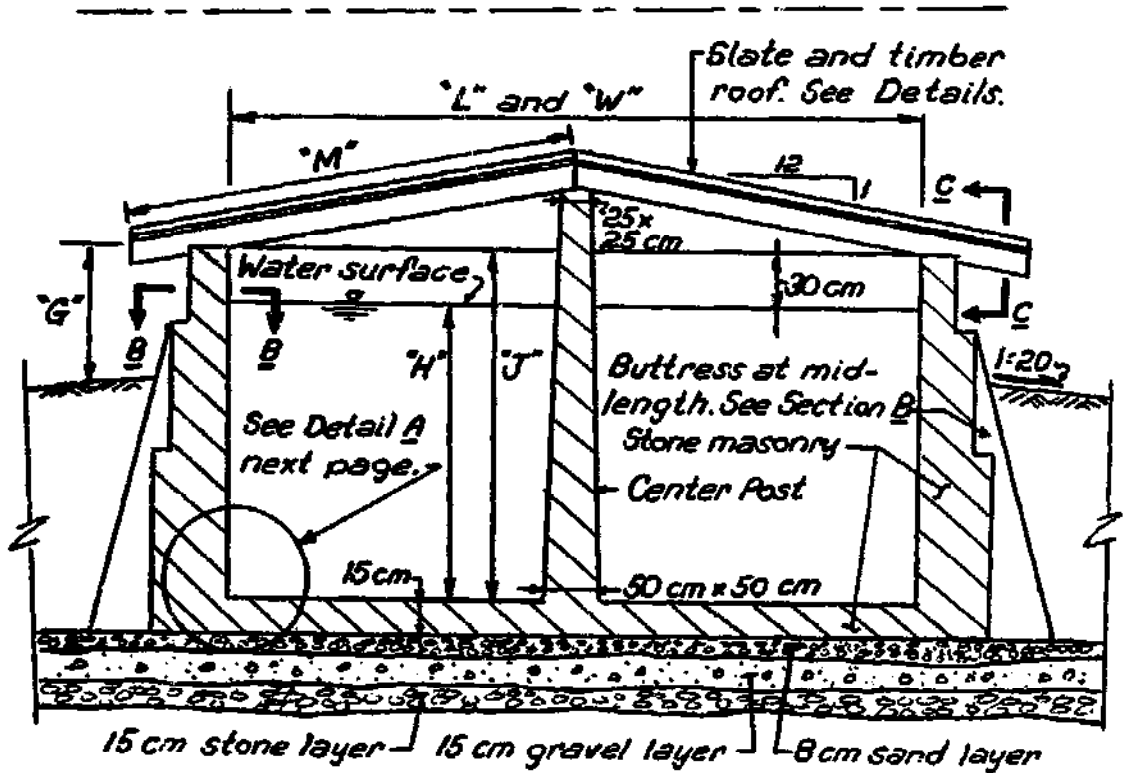 Slate and timber
roof. See Details.
"L" and "W"
"M"
12
1
C
25 x
25 cm
Water surface
30 cm
"G"
C
B
B
"H"
"J"
Buttress at mid-
length. See Section B
1:20
See Detail A
next page.
Stone masonry
Center Post
15 cm
50 cm x 50 cm
15 cm stone layer
15 cm gravel layer
8 cm sand layer